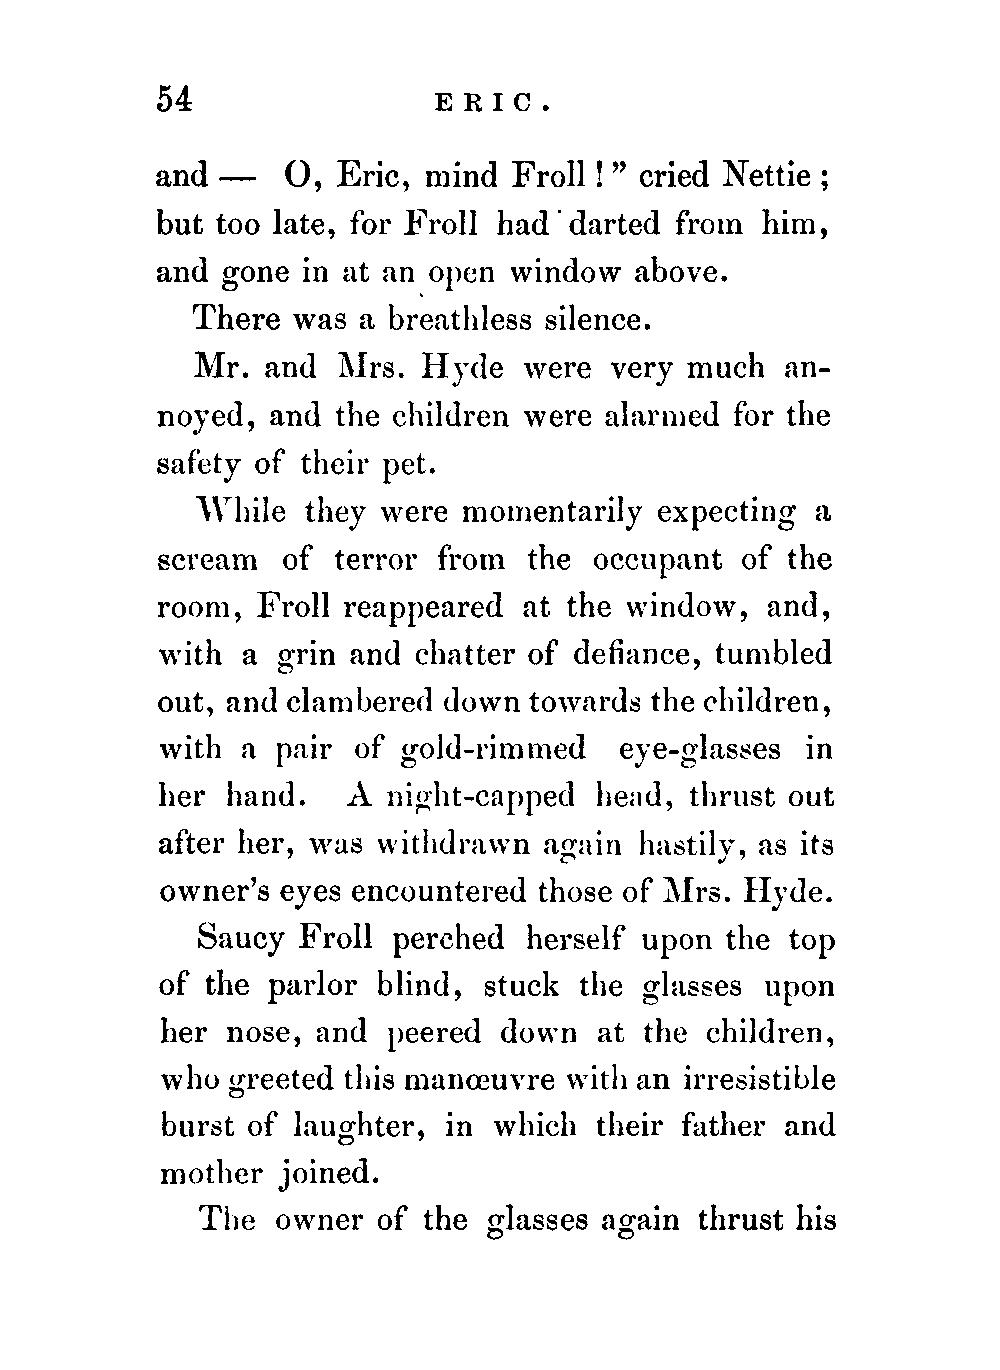 54 ERIC.
and — O, Eric, mind Froll!" cried Nettie;
but too late, for Froll had darted from him,
and gone in at an open window above.
There was a breathless silence.
Mr. and Mrs. Hyde were very much an-
noyed, and the children were alarmed for the
safety of their pet.
While they were momentarily expecting a
scream of terror from the occupant of the
room, Froll reappeared at the window, and,
with a grin and chatter of defiance, tumbled
out, and clambered down towards the children,
with a pair of gold-rimmed eye-glasses in
her hand. A night-capped head, thrust out
after her, was withdrawn again hastily, as its
owner's eyes encountered those of Mrs. Hyde.
Saucy Froll perched herself upon the top
of the parlor blind, stuck the glasses upon
her nose, and peered down at the children,
who greeted this manœuvre with an irresistible
burst of laughter, in which their father and
mother joined.
The owner of the glasses again thrust his